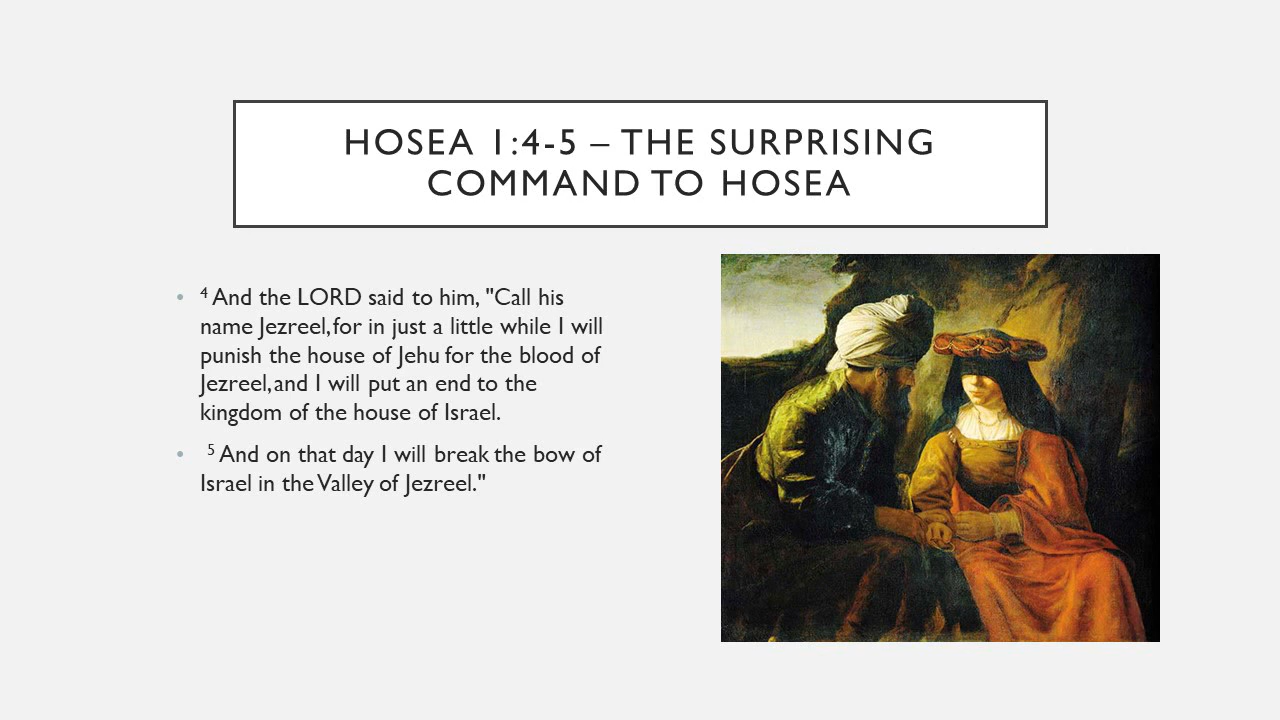 HOSEA 1:4-5 – THE SURPRISING
COMMAND TO HOSEA
• ⁴ And the LORD said to him, "Call his
name Jezreel, for in just a little while I will
punish the house of Jehu for the blood of
Jezreel, and I will put an end to the
kingdom of the house of Israel.
• ⁵ And on that day I will break the bow of
Israel in the Valley of Jezreel."